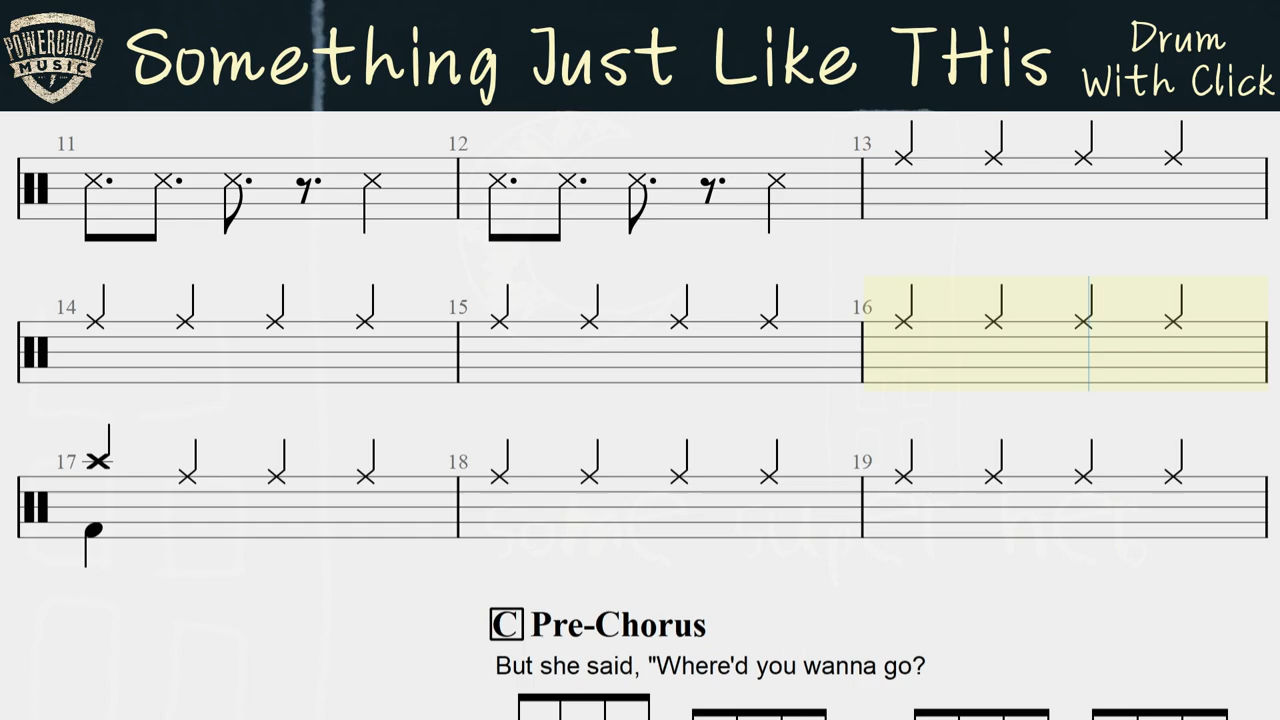 POWERCHORD
MUSIC
Something Just Like THis
Drum
With Click
11
12
13
14
15
16
17
18
19
C Pre-Chorus
But she said, "Where'd you wanna go?